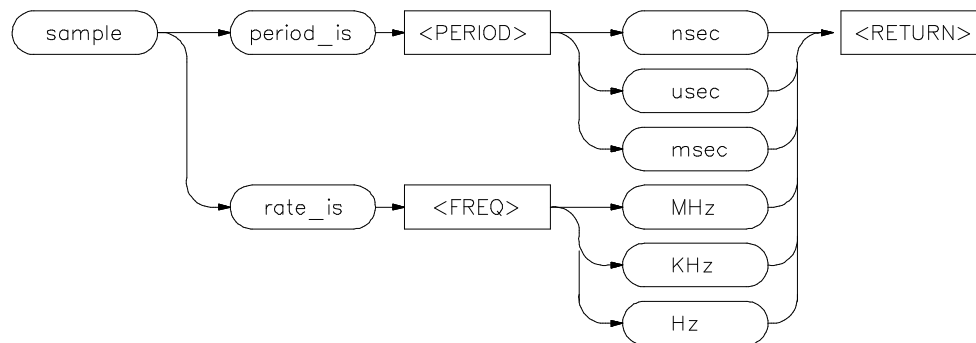 sample period_is <PERIOD> nsec <RETURN>
usec
msec
rate_is <FREQ> MHz
KHz
Hz